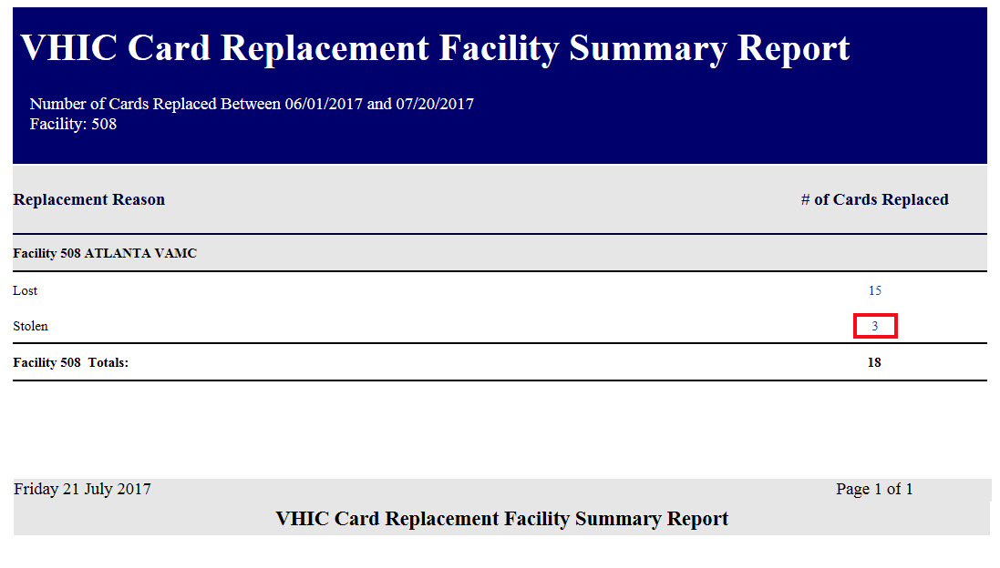 VHIC Card Replacement Facility Summary Report
Number of Cards Replaced Between 06/01/2017 and 07/20/2017
Facility: 508
Replacement Reason # of Cards Replaced
Facility 508 ATLANTA VAMC
Lost 15
Stolen 3
Facility 508 Totals: 18
Friday 21 July 2017 Page 1 of 1
VHIC Card Replacement Facility Summary Report